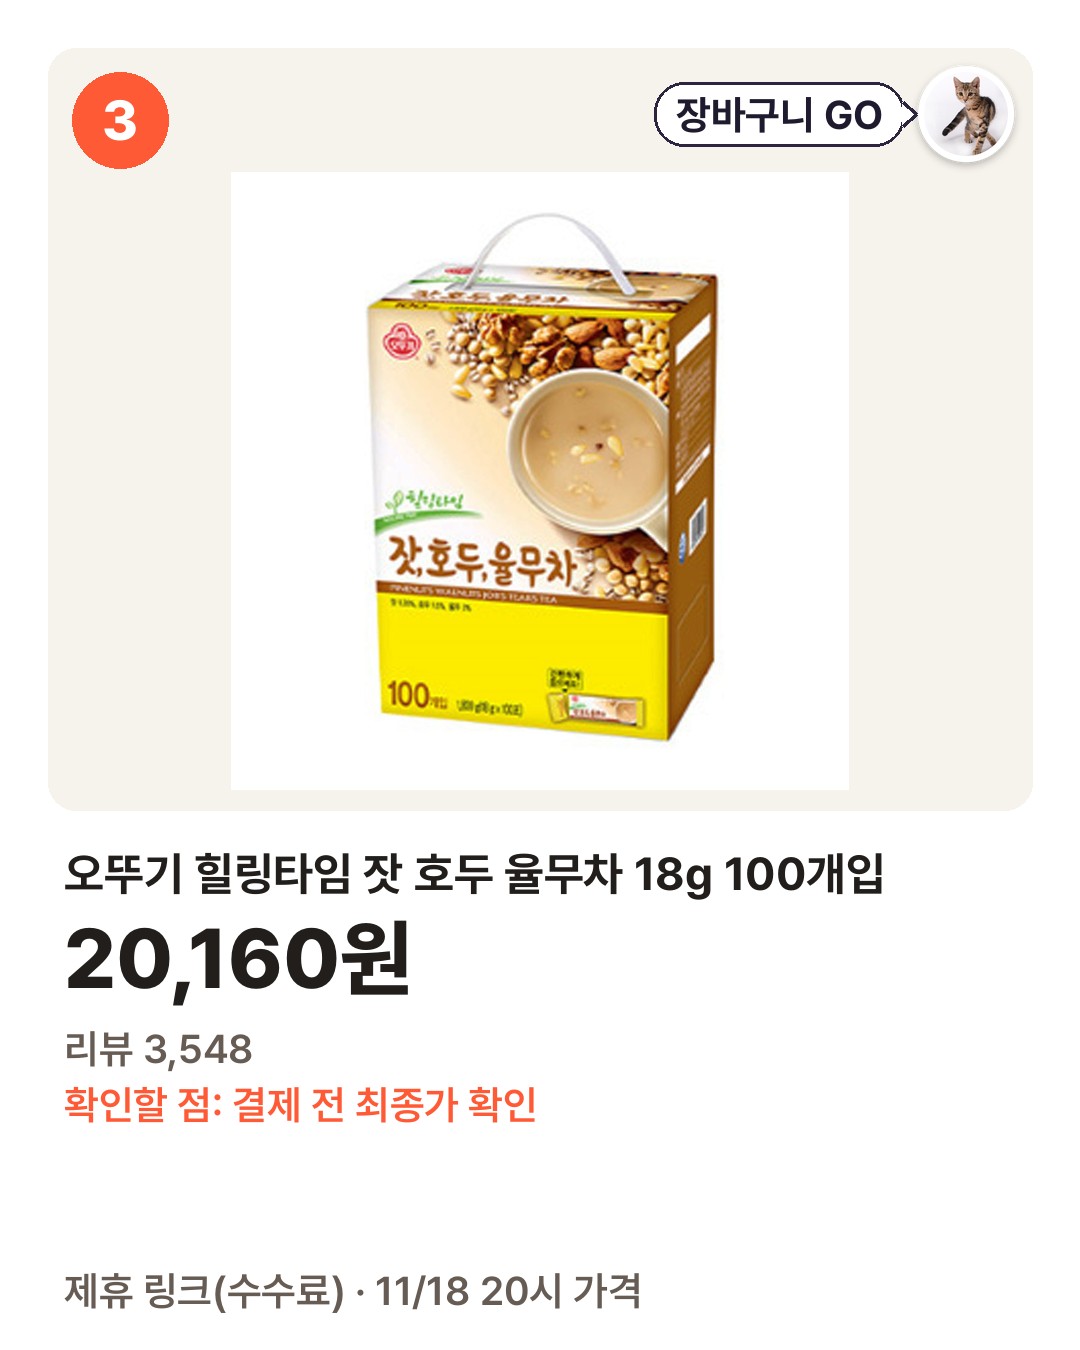 3
장바구니 GO
오뚜기
힐링타임
잣,호두,율무차
100개입
오뚜기 힐링타임 잣 호두 율무차 18g 100개입
20,160원
리뷰 3,548
확인할 점: 결제 전 최종가 확인
제휴 링크(수수료) · 11/18 20시 가격